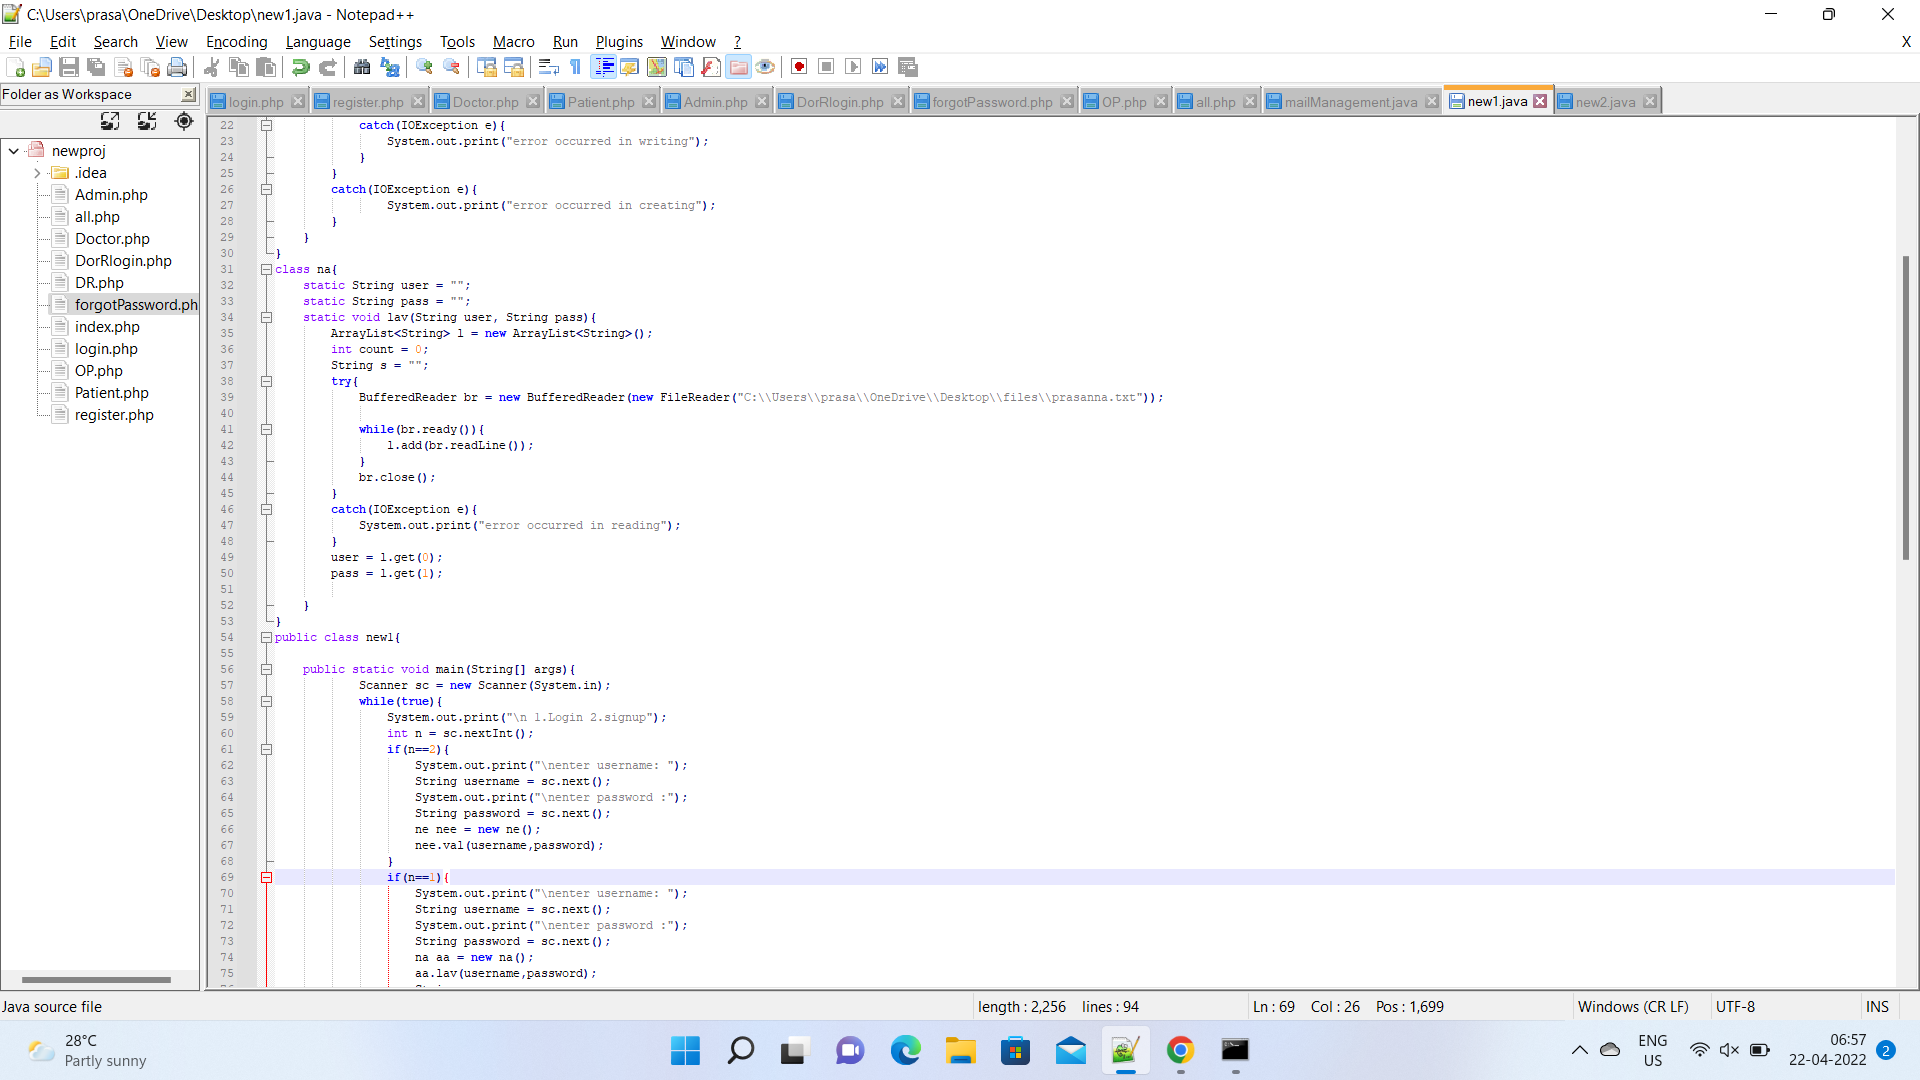 C:\Users\prasa\OneDrive\Desktop\new1.java - Notepad++
File Edit Search View Encoding Language Settings Tools Macro Run Plugins Window ? X
Folder as Workspace
login.php register.php Doctor.php Patient.php Admin.php DorRlogin.php forgotPassword.php OP.php all.php mailManagement.java new1.java new2.java
newproj
.idea
Admin.php
all.php
Doctor.php
DorRlogin.php
DR.php
forgotPassword.ph
index.php
login.php
OP.php
Patient.php
register.php
22 catch(IOException e){
23 System.out.print("error occurred in writing");
24 }
25 }
26 catch(IOException e){
27 System.out.print("error occurred in creating");
28 }
29 }
30 }
31 class na{
32 static String user = "";
33 static String pass = "";
34 static void lav(String user, String pass){
35 ArrayList<String> l = new ArrayList<String>();
36 int count = 0;
37 String s = "";
38 try{
39 BufferedReader br = new BufferedReader(new FileReader("C:\\Users\\prasa\\OneDrive\\Desktop\\files\\prasanna.txt"));
40
41 while(br.ready()){
42 l.add(br.readLine());
43 }
44 br.close();
45 }
46 catch(IOException e){
47 System.out.print("error occurred in reading");
48 }
49 user = l.get(0);
50 pass = l.get(1);
51
52 }
53 }
54 public class new1{
55
56 public static void main(String[] args){
57 Scanner sc = new Scanner(System.in);
58 while(true){
59 System.out.print("\n 1.Login 2.signup");
60 int n = sc.nextInt();
61 if(n==2){
62 System.out.print("\nenter username: ");
63 String username = sc.next();
64 System.out.print("\nenter password :");
65 String password = sc.next();
66 ne nee = new ne();
67 nee.val(username,password);
68 }
69 if(n==1){
70 System.out.print("\nenter username: ");
71 String username = sc.next();
72 System.out.print("\nenter password :");
73 String password = sc.next();
74 na aa = new na();
75 aa.lav(username,password);
Java source file length : 2,256 lines : 94 Ln : 69 Col : 26 Pos : 1,699 Windows (CR LF) UTF-8 INS
28°C
Partly sunny
ENG
US
06:57
22-04-2022
2